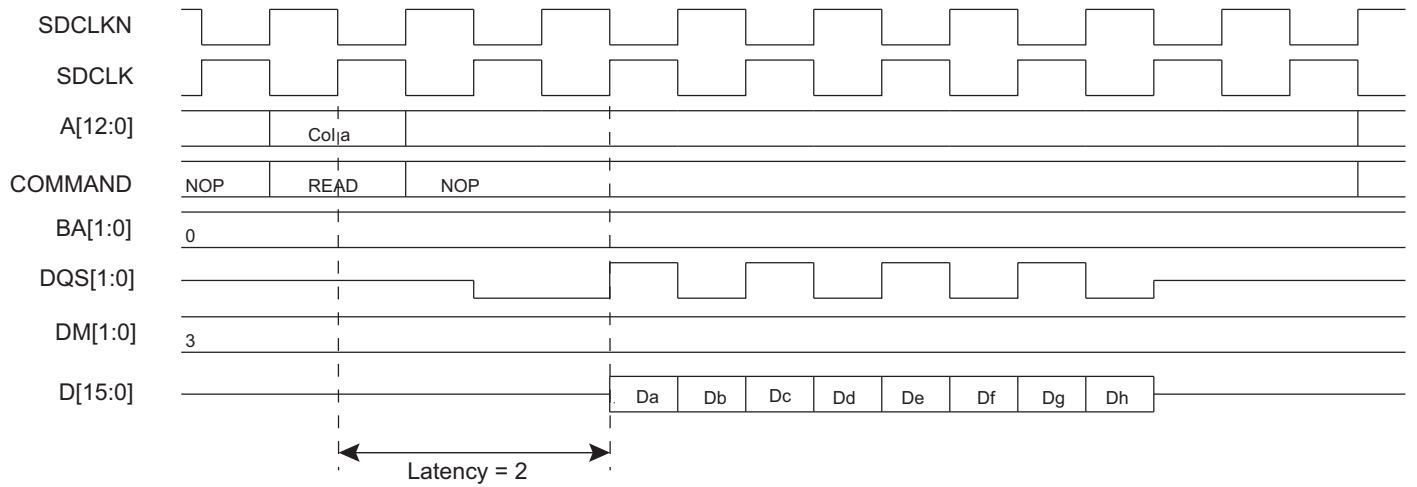 SDCLKN
SDCLK
A[12:0] Col a
COMMAND NOP READ NOP
BA[1:0] 0
DQS[1:0]
DM[1:0] 3
D[15:0] Da Db Dc Dd De Df Dg Dh
Latency = 2